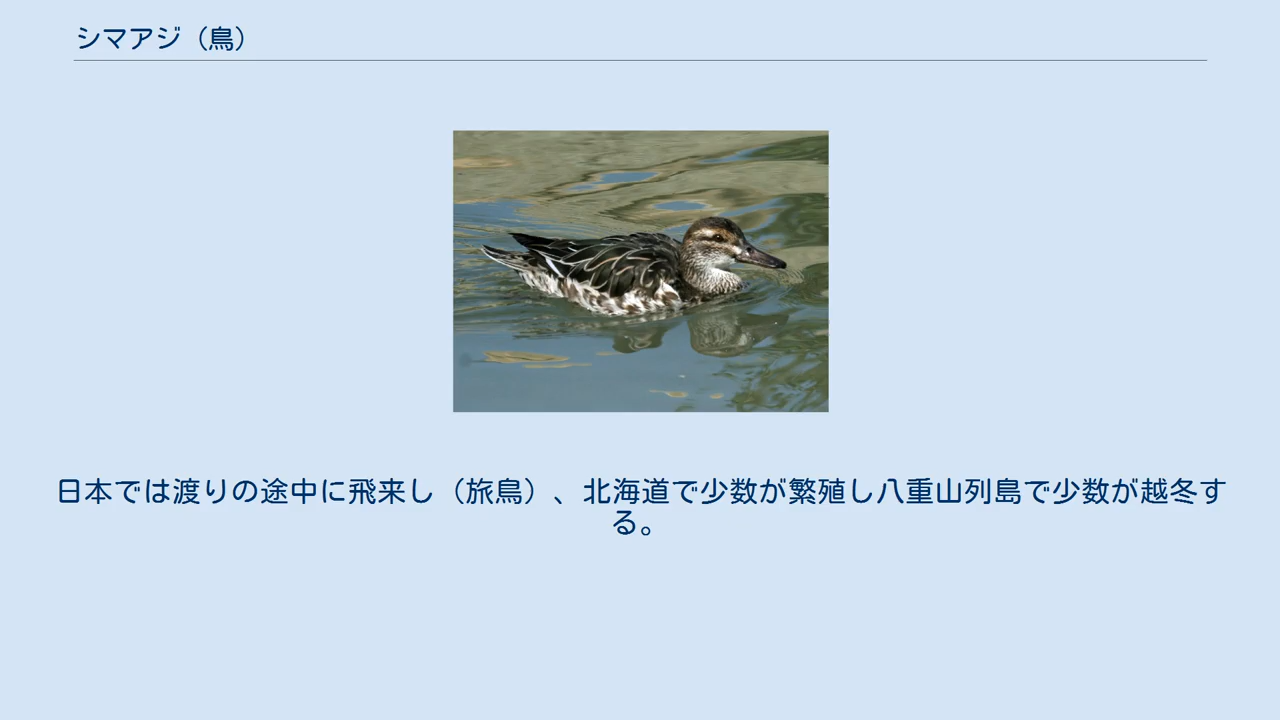 シマアジ（鳥）
日本では渡りの途中に飛来し（旅鳥）、北海道で少数が繁殖し八重山列島で少数が越冬す
る。